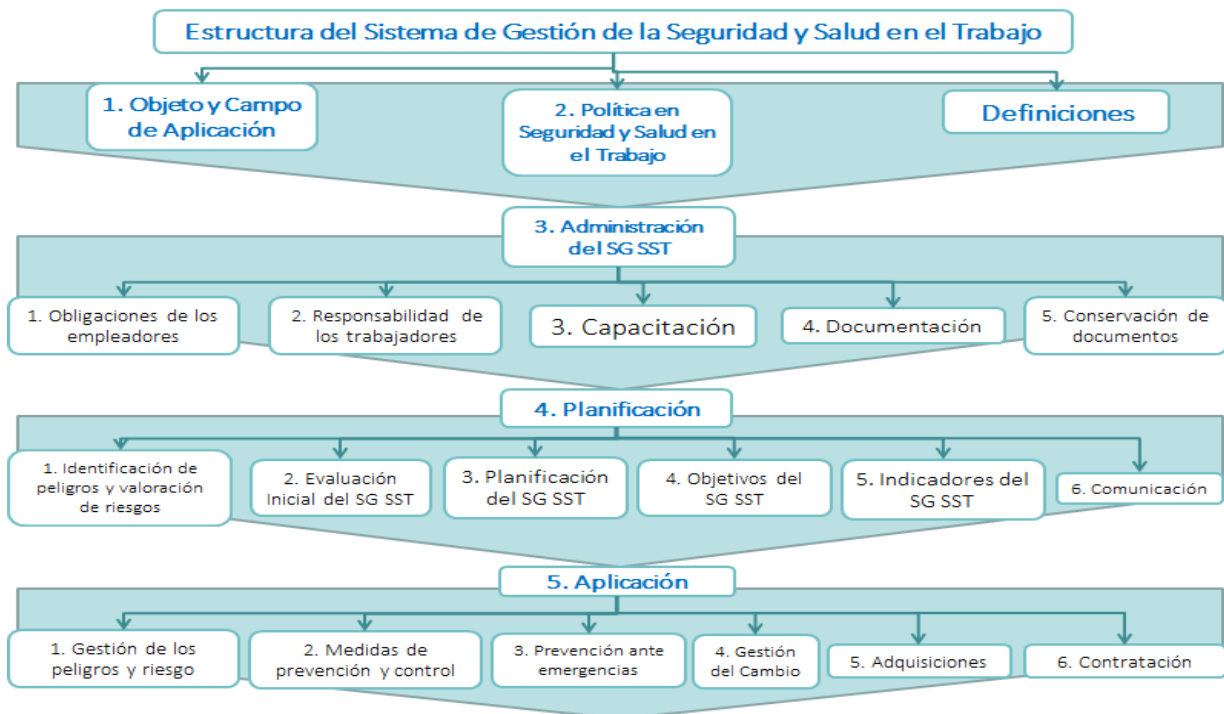 Estructura del Sistema de Gestión de la Seguridad y Salud en el Trabajo
1. Objeto y Campo
de Aplicación
2. Política en
Seguridad y Salud en
el Trabajo
Definiciones
3. Administración
del SG SST
1. Obligaciones de los
empleadores
2. Responsabilidad de
los trabajadores
3. Capacitación
4. Documentación
5. Conservación de
documentos
4. Planificación
1. Identificación de
peligros y valoración
de riesgos
2. Evaluación
Inicial del SG SST
3. Planificación
del SG SST
4. Objetivos del
SG SST
5. Indicadores del
SG SST
6. Comunicación
5. Aplicación
1. Gestión de los
peligros y riesgo
2. Medidas de
prevención y control
3. Prevención ante
emergencias
4. Gestión
del Cambio
5. Adquisiciones
6. Contratación